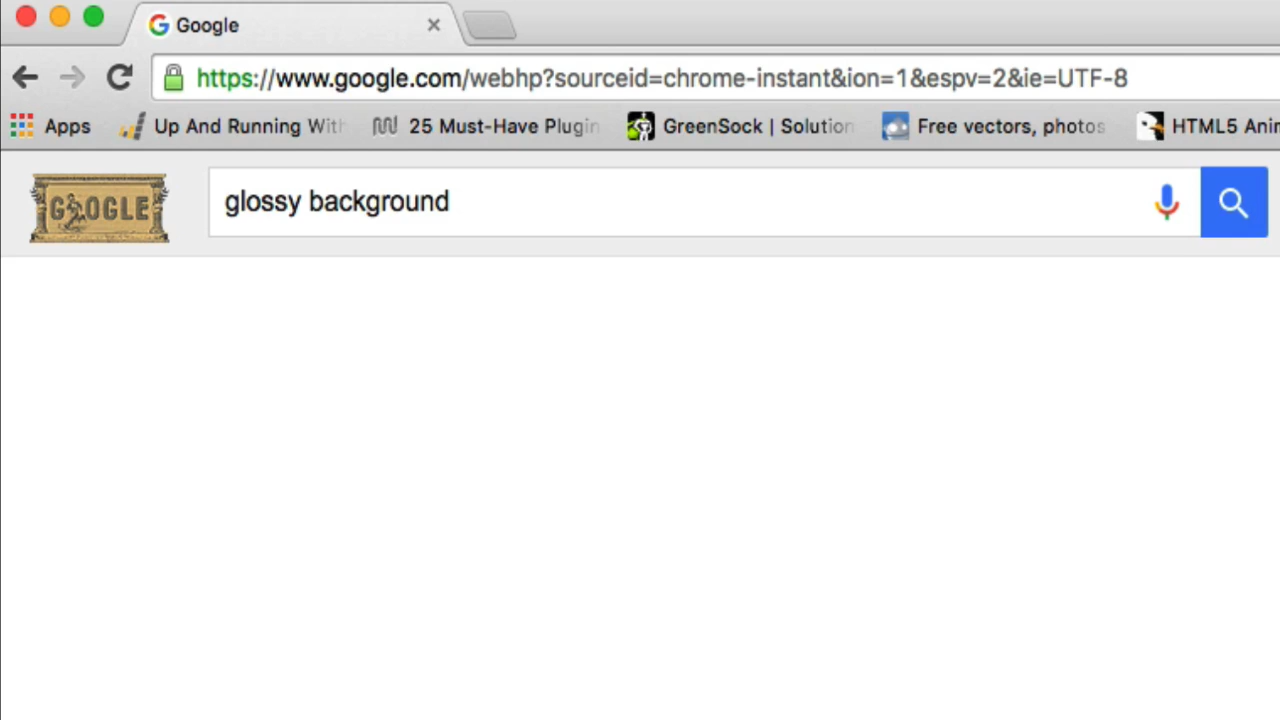 Google
https://www.google.com/webhp?sourceid=chrome-instant&ion=1&espv=2&ie=UTF-8
Apps Up And Running With 25 Must-Have Plugin GreenSock | Solution Free vectors, photos HTML5 Anim
GOOGLE glossy background